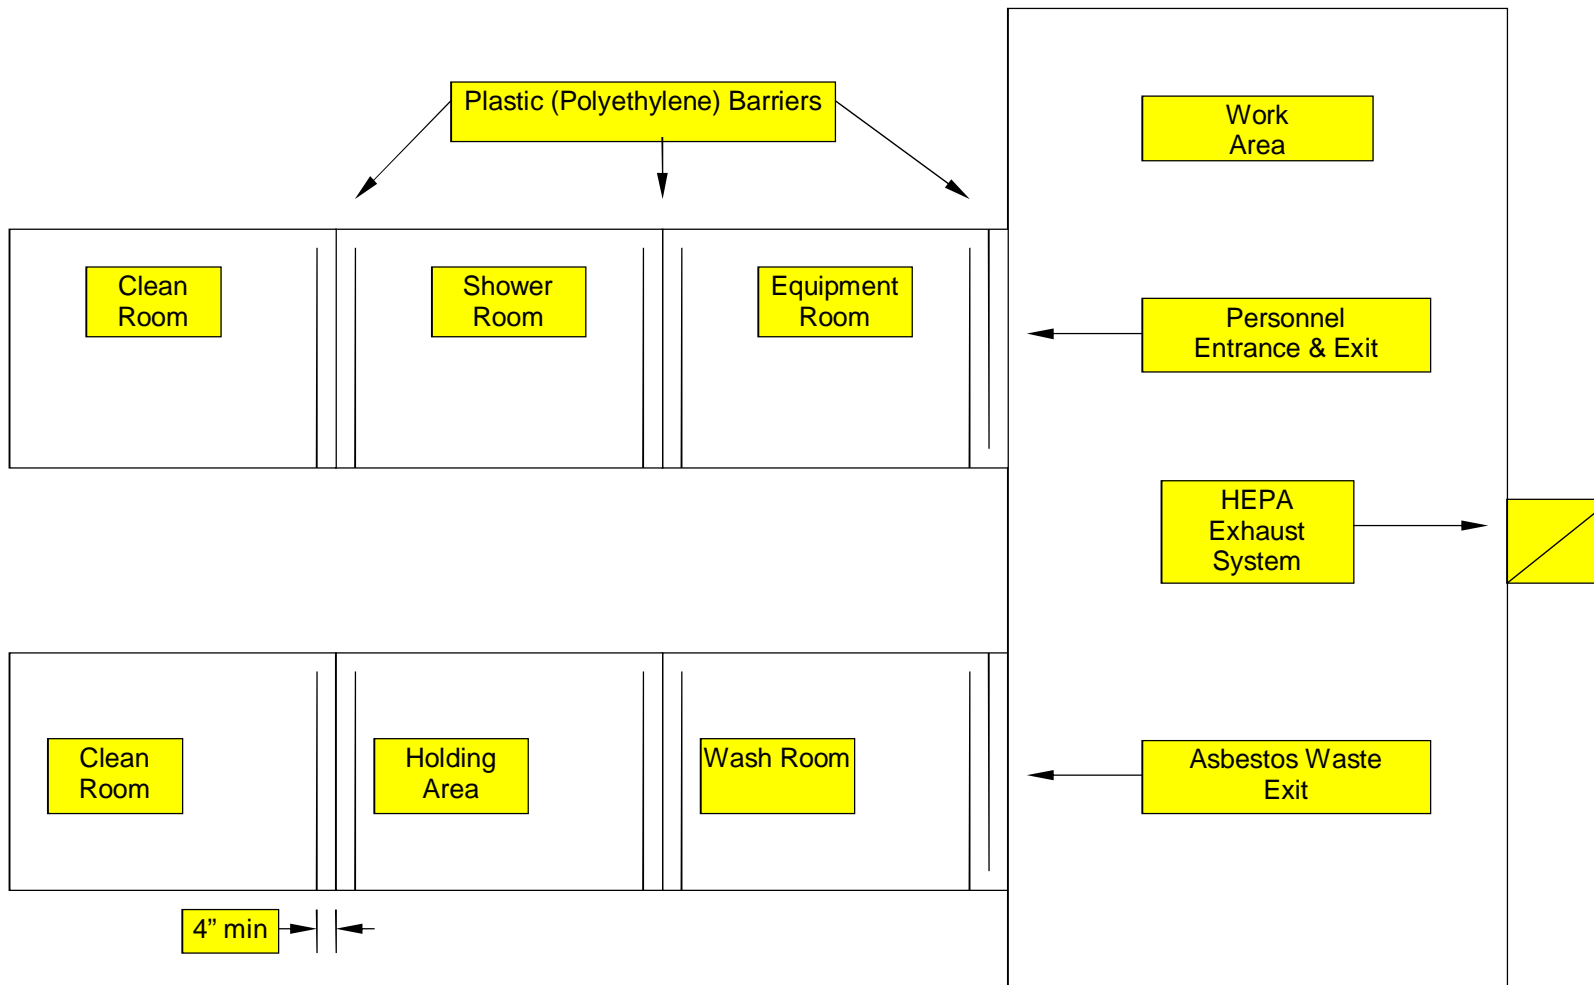 Plastic (Polyethylene) Barriers
Work
Area
Clean
Room
Shower
Room
Equipment
Room
Personnel
Entrance & Exit
HEPA
Exhaust
System
Clean
Room
Holding
Area
Wash Room
Asbestos Waste
Exit
4” min